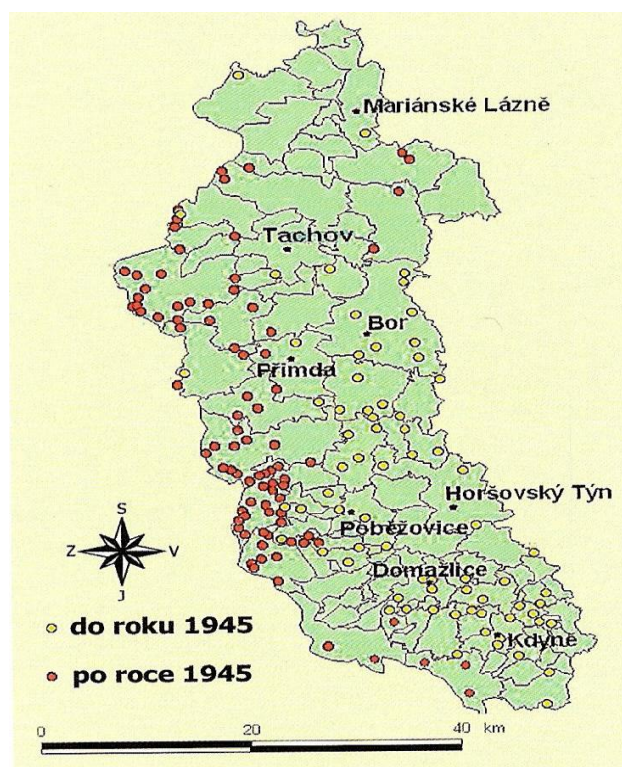 Mariánské Lázně
Tachov
Bor
Přimda
Horšovský Týn
Poběžovice
Domažlice
Kdyně
S
Z
V
J
do roku 1945
po roce 1945
0
20
40 km